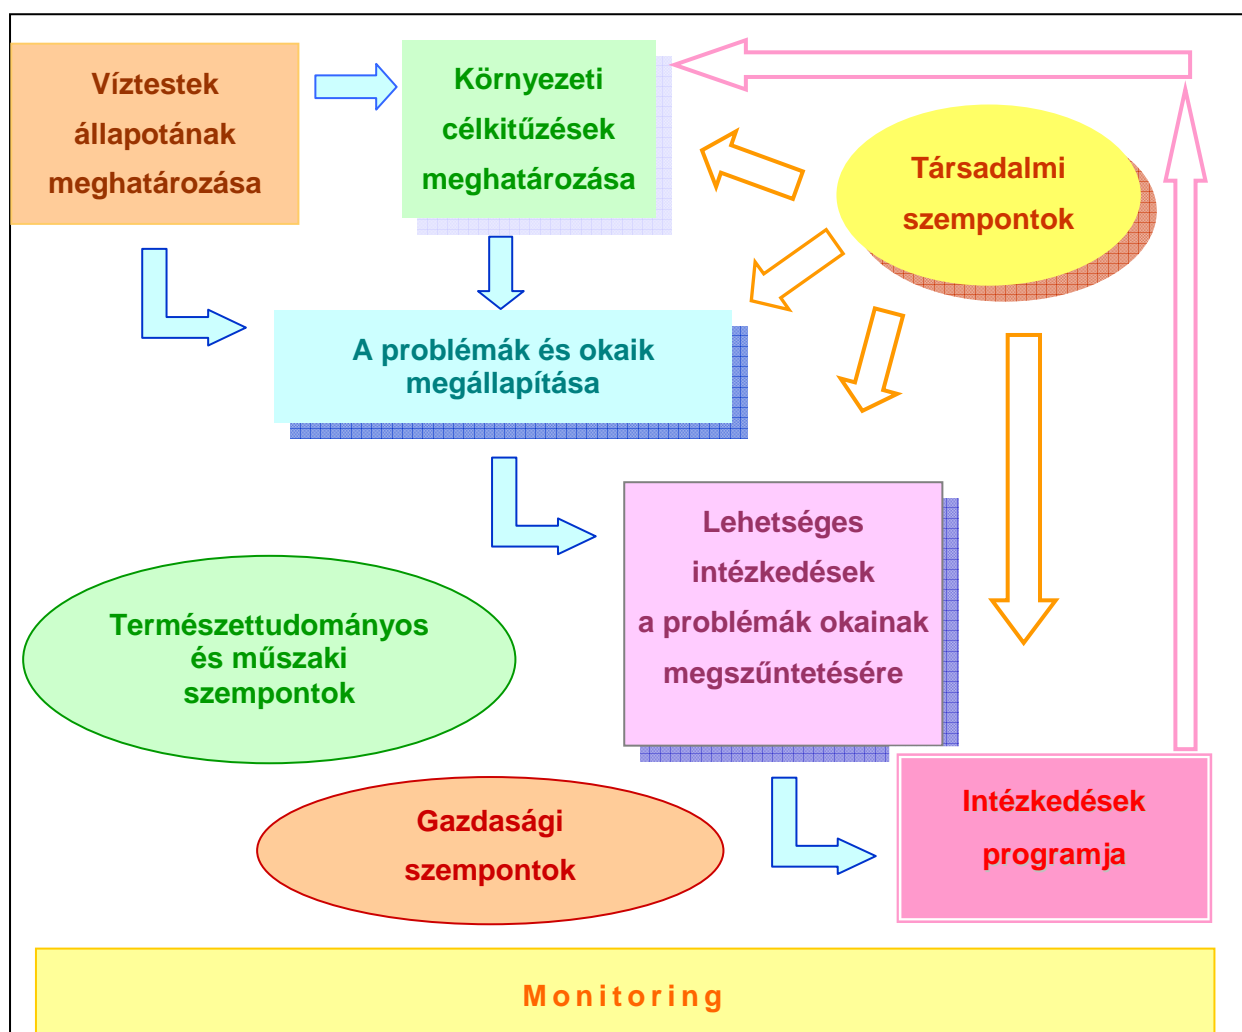 Víztestek
állapotának
meghatározása
Környezeti
célkitűzések
meghatározása
Társadalmi
szempontok
A problémák és okaik
megállapítása
Lehetséges
intézkedések
a problémák okainak
megszűntetésére
Természettudományos
és műszaki
szempontok
Gazdasági
szempontok
Intézkedések
programja
Monitoring